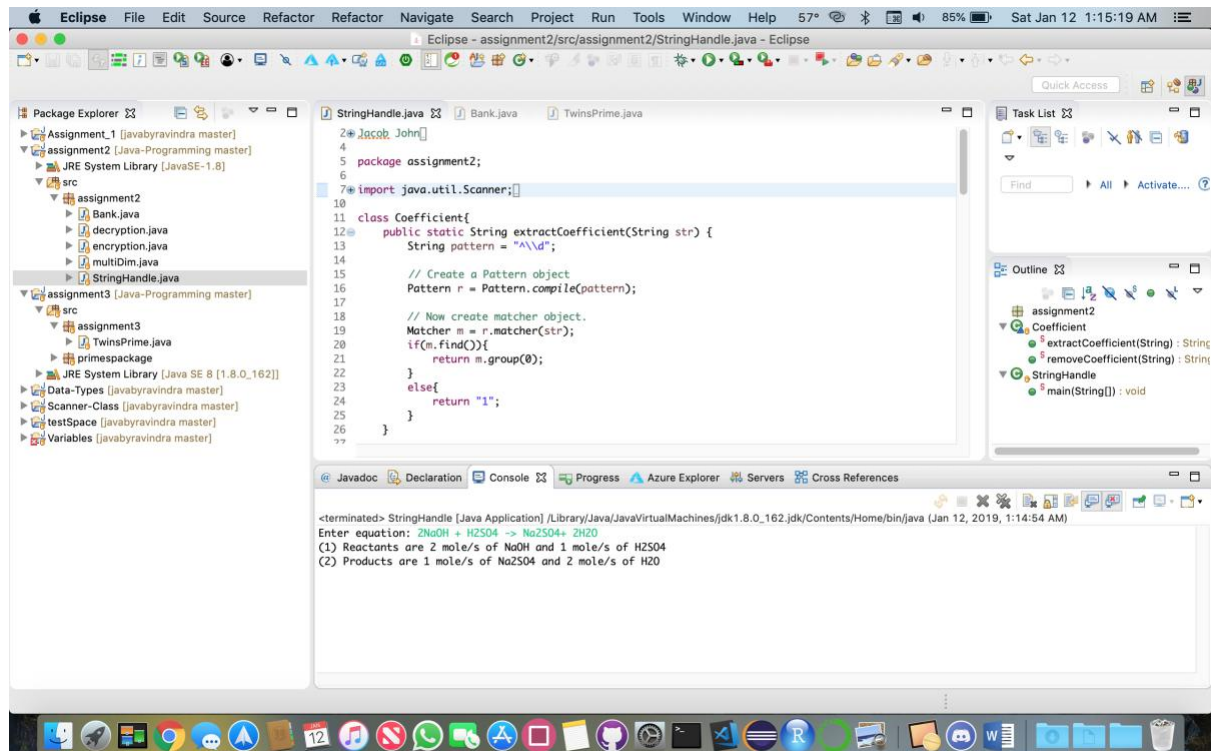 Eclipse File Edit Source Refactor Refactor Navigate Search Project Run Tools Window Help 57° 85% Sat Jan 12 1:15:19 AM
Eclipse - assignment2/src/assignment2/StringHandle.java - Eclipse
Quick Access
Package Explorer
Assignment_1 [javabyravindra master]
assignment2 [Java-Programming master]
JRE System Library [JavaSE-1.8]
src
assignment2
Bank.java
decryption.java
encryption.java
multiDim.java
StringHandle.java
assignment3 [Java-Programming master]
src
assignment3
TwinsPrime.java
primespackage
JRE System Library [Java SE 8 [1.8.0_162]]
Data-Types [javabyravindra master]
Scanner-Class [javabyravindra master]
testSpace [javabyravindra master]
Variables [javabyravindra master]
StringHandle.java Bank.java TwinsPrime.java
2 Jacob John
4
5 package assignment2;
6
7 import java.util.Scanner;
10
11 class Coefficient{
12 public static String extractCoefficient(String str) {
13 String pattern = "^\\d";
14
15 // Create a Pattern object
16 Pattern r = Pattern.compile(pattern);
17
18 // Now create matcher object.
19 Matcher m = r.matcher(str);
20 if(m.find()){
21 return m.group(0);
22 }
23 else{
24 return "1";
25 }
26 }
27
Task List
Find All Activate....
Outline
assignment2
Coefficient
extractCoefficient(String) : String
removeCoefficient(String) : String
StringHandle
main(String[]) : void
Javadoc Declaration Console Progress Azure Explorer Servers Cross References
<terminated> StringHandle [Java Application] /Library/Java/JavaVirtualMachines/jdk1.8.0_162.jdk/Contents/Home/bin/java (Jan 12, 2019, 1:14:54 AM)
Enter equation: 2NaOH + H2SO4 -> Na2SO4+ 2H2O
(1) Reactants are 2 mole/s of NaOH and 1 mole/s of H2SO4
(2) Products are 1 mole/s of Na2SO4 and 2 mole/s of H2O
JAN
12